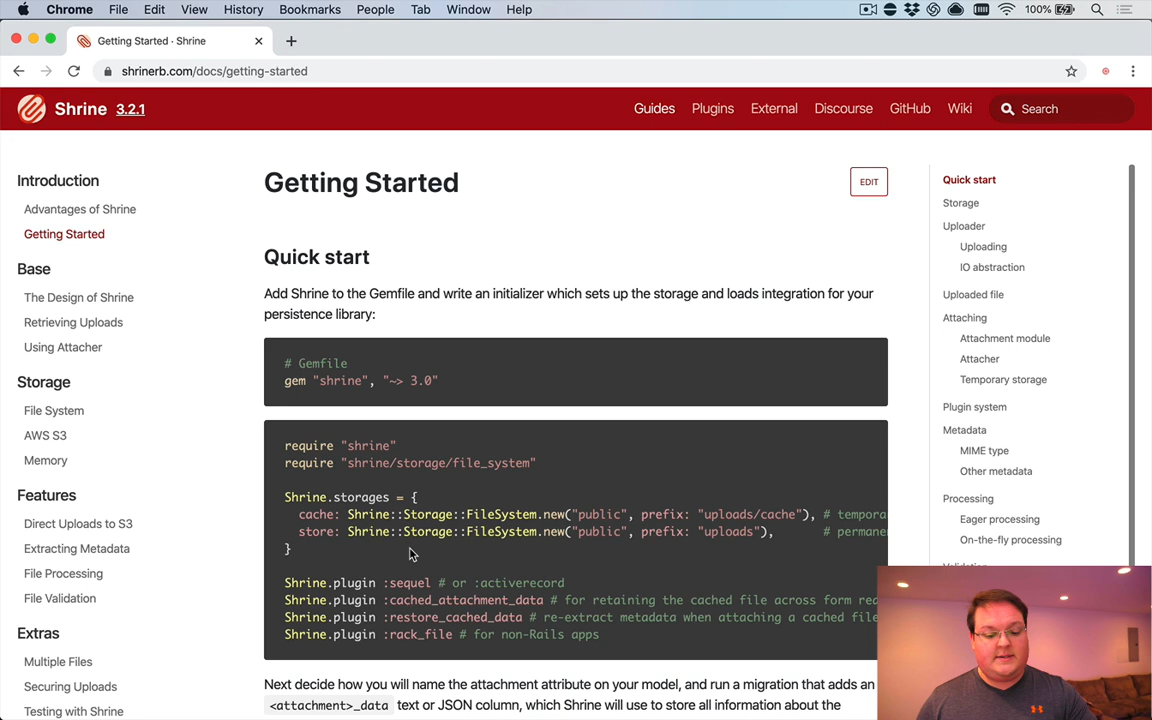 Chrome File Edit View History Bookmarks People Tab Window Help 100%
Getting Started · Shrine
shrinerb.com/docs/getting-started
Shrine 3.2.1 Guides Plugins External Discourse GitHub Wiki Search
Introduction
Advantages of Shrine
Getting Started
Base
The Design of Shrine
Retrieving Uploads
Using Attacher
Storage
File System
AWS S3
Memory
Features
Direct Uploads to S3
Extracting Metadata
File Processing
File Validation
Extras
Multiple Files
Securing Uploads
Testing with Shrine
Getting Started
EDIT
Quick start
Add Shrine to the Gemfile and write an initializer which sets up the storage and loads integration for your
persistence library:
# Gemfile
gem "shrine", "~> 3.0"
require "shrine"
require "shrine/storage/file_system"
Shrine.storages = {
cache: Shrine::Storage::FileSystem.new("public", prefix: "uploads/cache"), # tempora
store: Shrine::Storage::FileSystem.new("public", prefix: "uploads"), # permane
}
Shrine.plugin :sequel # or :activerecord
Shrine.plugin :cached_attachment_data # for retaining the cached file across form red
Shrine.plugin :restore_cached_data # re-extract metadata when attaching a cached file
Shrine.plugin :rack_file # for non-Rails apps
Next decide how you will name the attachment attribute on your model, and run a migration that adds an
<attachment>_data text or JSON column, which Shrine will use to store all information about the
Quick start
Storage
Uploader
Uploading
IO abstraction
Uploaded file
Attaching
Attachment module
Attacher
Temporary storage
Plugin system
Metadata
MIME type
Other metadata
Processing
Eager processing
On-the-fly processing